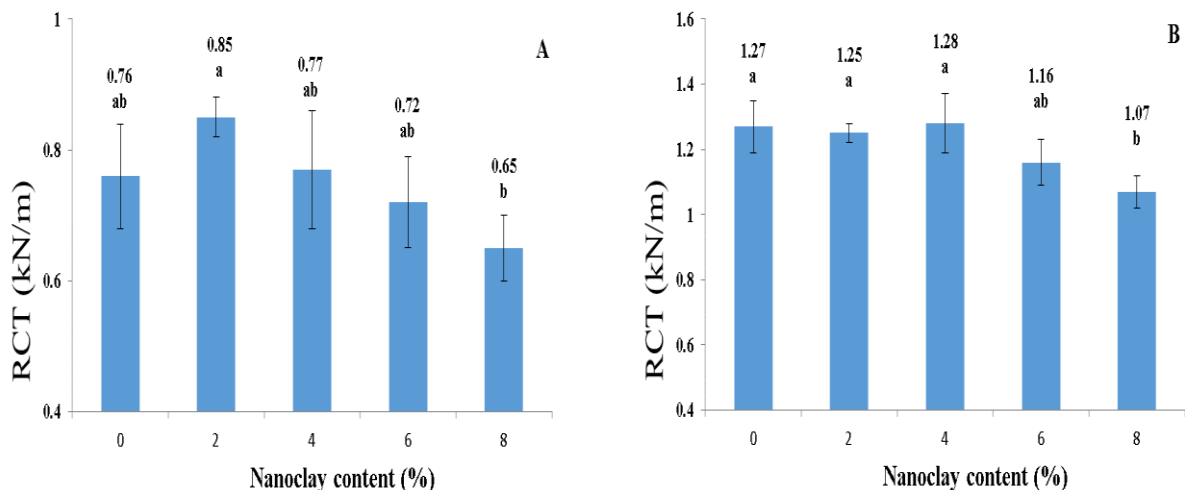 A
RCT (kN/m)
1
0.8
0.6
0.4
0.76
ab
0.85
a
0.77
ab
0.72
ab
0.65
b
0
2
4
6
8
Nanoclay content (%)
B
RCT (kN/m)
1.6
1.4
1.2
1
0.8
0.6
0.4
1.27
a
1.25
a
1.28
a
1.16
ab
1.07
b
0
2
4
6
8
Nanoclay content (%)